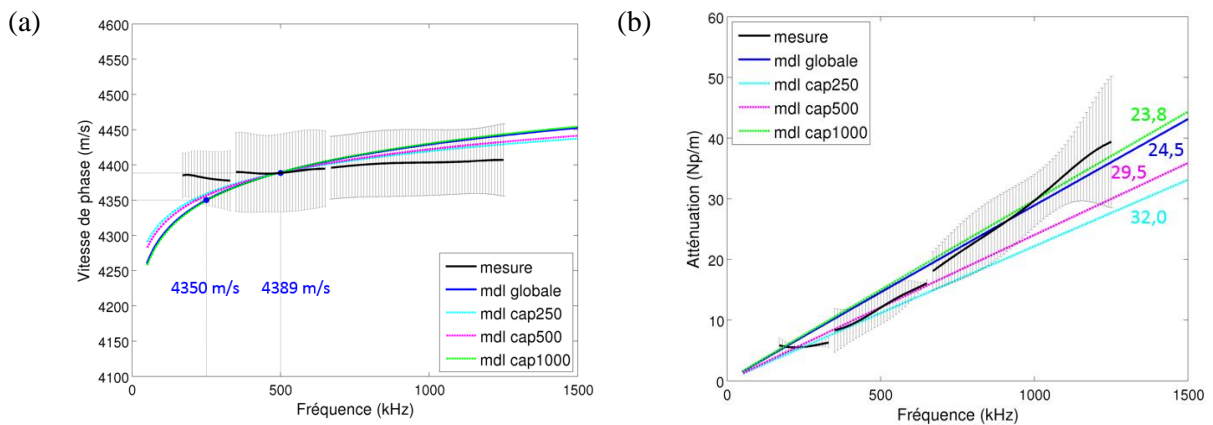 (a)
4600
4550
4500
4450
4400
4350
4300
4250
4200
4150
4100
Vitesse de phase (m/s)
4350 m/s
4389 m/s
mesure
mdl globale
mdl cap250
mdl cap500
mdl cap1000
0
500
1000
1500
Fréquence (kHz)
(b)
60
50
40
30
20
10
0
Atténuation (Np/m)
mesure
mdl globale
mdl cap250
mdl cap500
mdl cap1000
23,8
24,5
29,5
32,0
0
500
1000
1500
Fréquence (kHz)